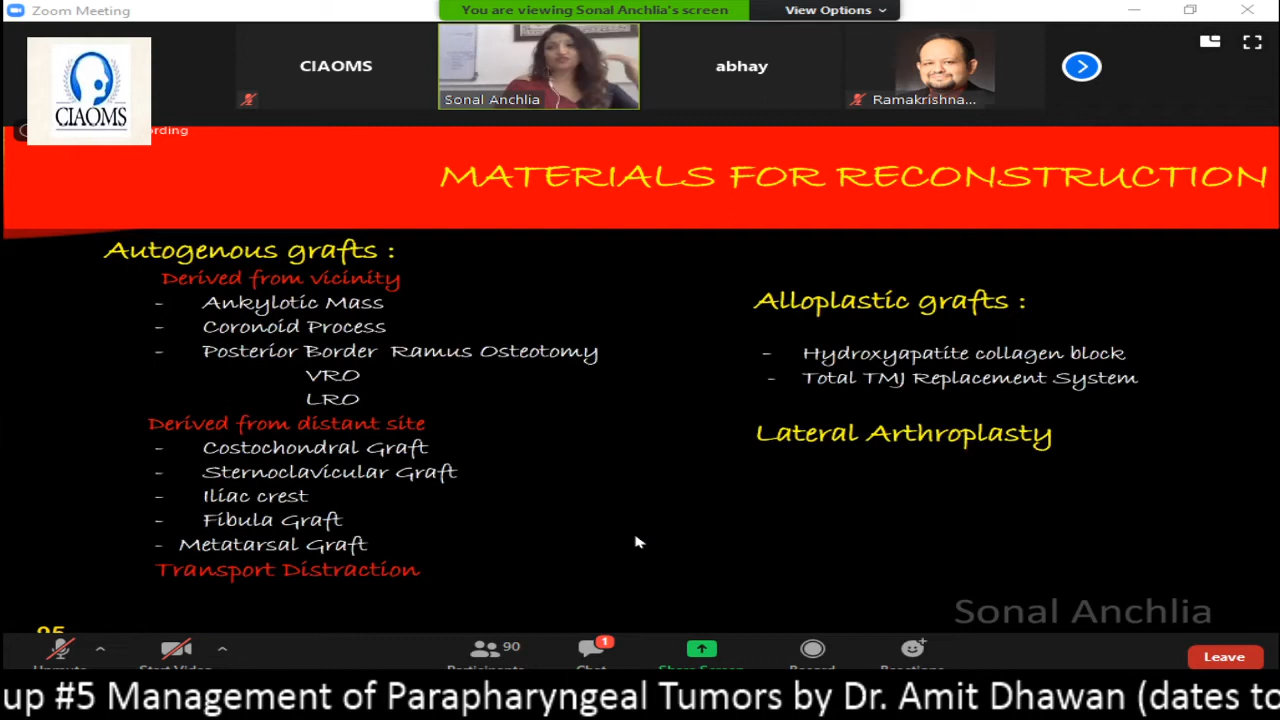 Zoom Meeting
You are viewing Sonal Anchlia's screen
View Options
CIAOMS
CIAOMS
Sonal Anchlia
abhay
Ramakrishna...
ording
MATERIALS FOR RECONSTRUCTION
Autogenous grafts :
Derived from vicinity
- Ankylotic Mass
- Coronoid Process
- Posterior Border Ramus Osteotomy
VRO
LRO
Derived from distant site
- Costochondral Graft
- Sternoclavicular Graft
- Iliac crest
- Fibula Graft
- Metatarsal Graft
Transport Distraction
Alloplastic grafts :
- Hydroxyapatite collagen block
- Total TMJ Replacement System
Lateral Arthroplasty
Sonal Anchlia
95
Unmute
Start Video
90
Participants
1
Chat
Share Screen
Record
Reactions
Leave
up #5 Management of Parapharyngeal Tumors by Dr. Amit Dhawan (dates to